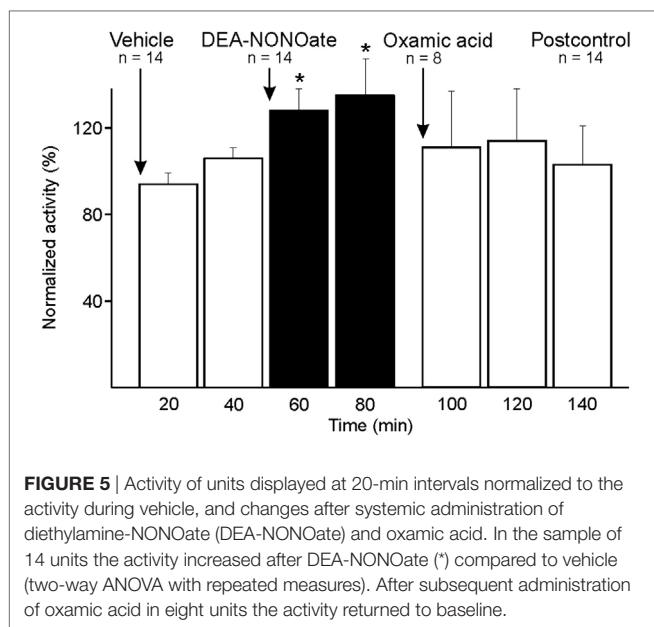 Vehicle DEA-NONOate Oxamic acid Postcontrol
n = 14 n = 14 n = 8 n = 14
* *
120
80
40
Normalized activity (%)
20 40 60 80 100 120 140
Time (min)
FIGURE 5 | Activity of units displayed at 20-min intervals normalized to the
activity during vehicle, and changes after systemic administration of
diethylamine-NONOate (DEA-NONOate) and oxamic acid. In the sample of
14 units the activity increased after DEA-NONOate (*) compared to vehicle
(two-way ANOVA with repeated measures). After subsequent administration
of oxamic acid in eight units the activity returned to baseline.